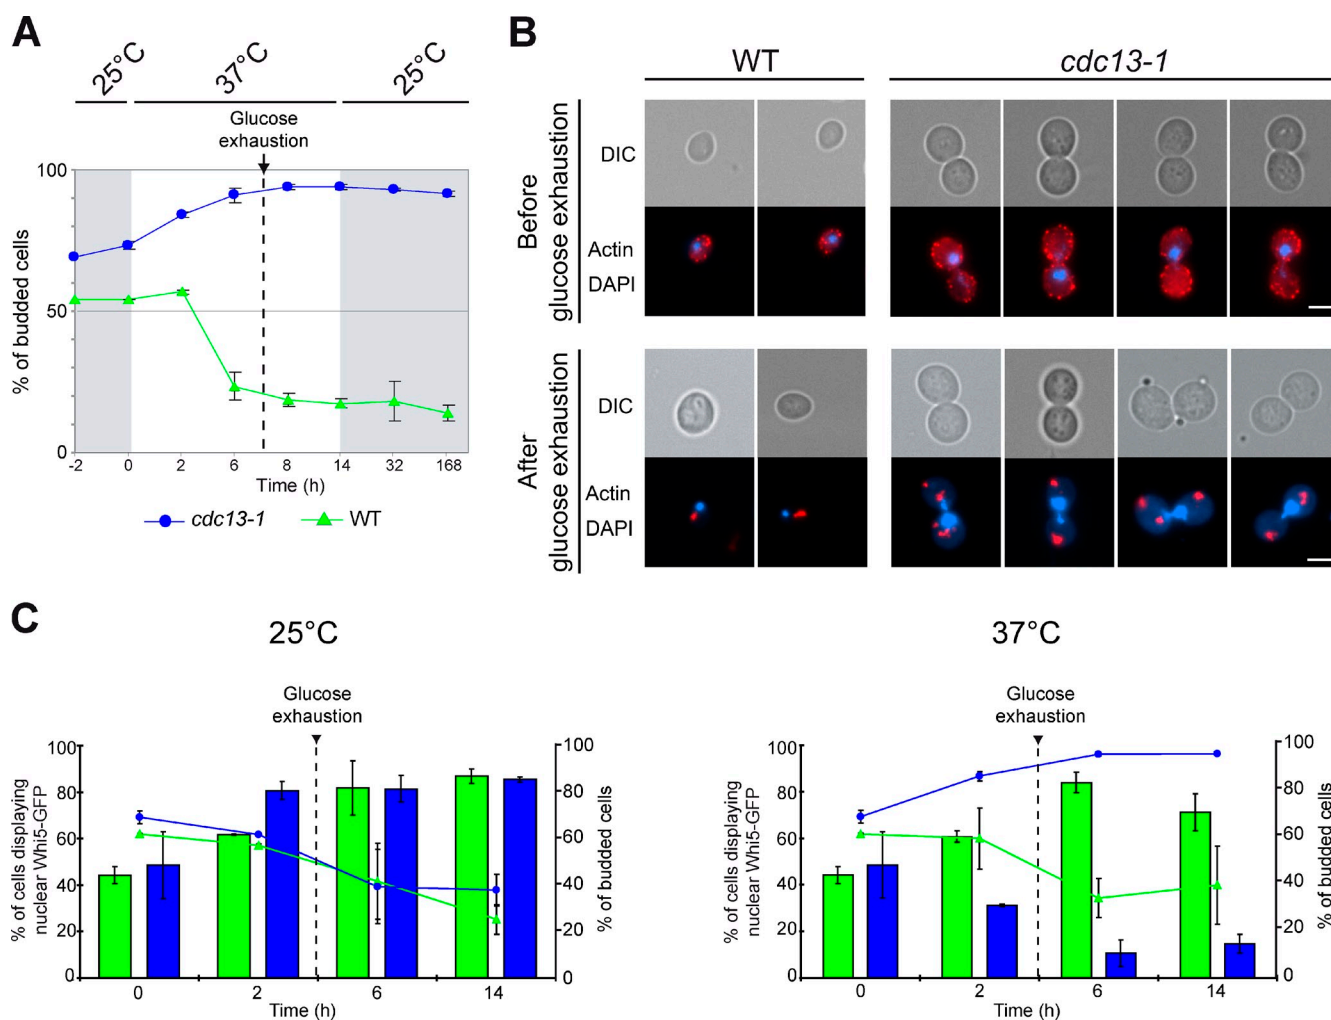 A
25°C
37°C
25°C
Glucose
exhaustion
% of budded cells
100
50
0
-2 0 2 6 8 14 32 168
Time (h)
cdc13-1 WT
B
WT cdc13-1
Before
glucose exhaustion
DIC
Actin
DAPI
After
glucose exhaustion
DIC
Actin
DAPI
C
25°C
Glucose
exhaustion
% of cells displaying
nuclear Whi5-GFP
100
80
60
40
20
0
100
80
60
40
20
0
% of budded cells
0 2 6 14
Time (h)
37°C
Glucose
exhaustion
% of cells displaying
nuclear Whi5-GFP
100
80
60
40
20
0
100
80
60
40
20
0
% of budded cells
0 2 6 14
Time (h)